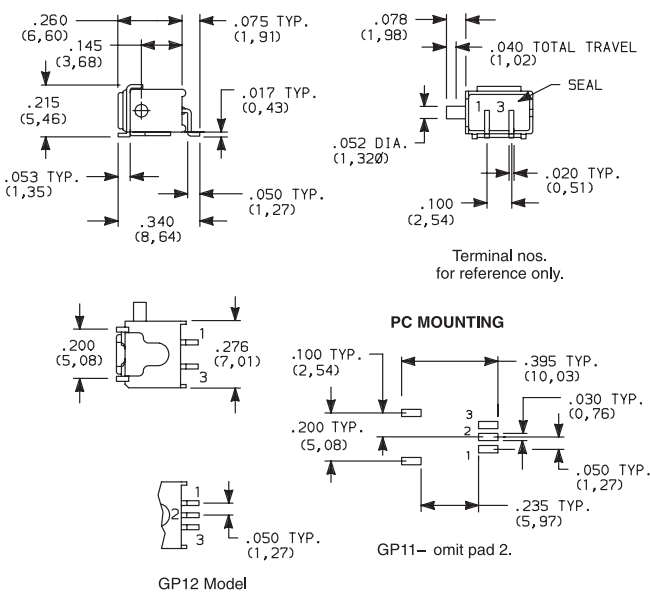 .260
(6,60)
.075 TYP.
(1,91)
.145
(3,68)
.215
(5,46)
.017 TYP.
(0,43)
.053 TYP.
(1,35)
.050 TYP.
(1,27)
.340
(8,64)
.078
(1,98)
.040 TOTAL TRAVEL
(1,02)
SEAL
1 3
.052 DIA.
(1,32Ø)
.020 TYP.
(0,51)
.100
(2,54)
Terminal nos.
for reference only.
.200
(5,08)
1
.276
(7,01)
3
PC MOUNTING
.100 TYP.
(2,54)
.395 TYP.
(10,03)
.030 TYP.
(0,76)
3
2
1
.200 TYP.
(5,08)
.050 TYP.
(1,27)
.235 TYP.
(5,97)
GP11– omit pad 2.
1
2
3
.050 TYP.
(1,27)
GP12 Model